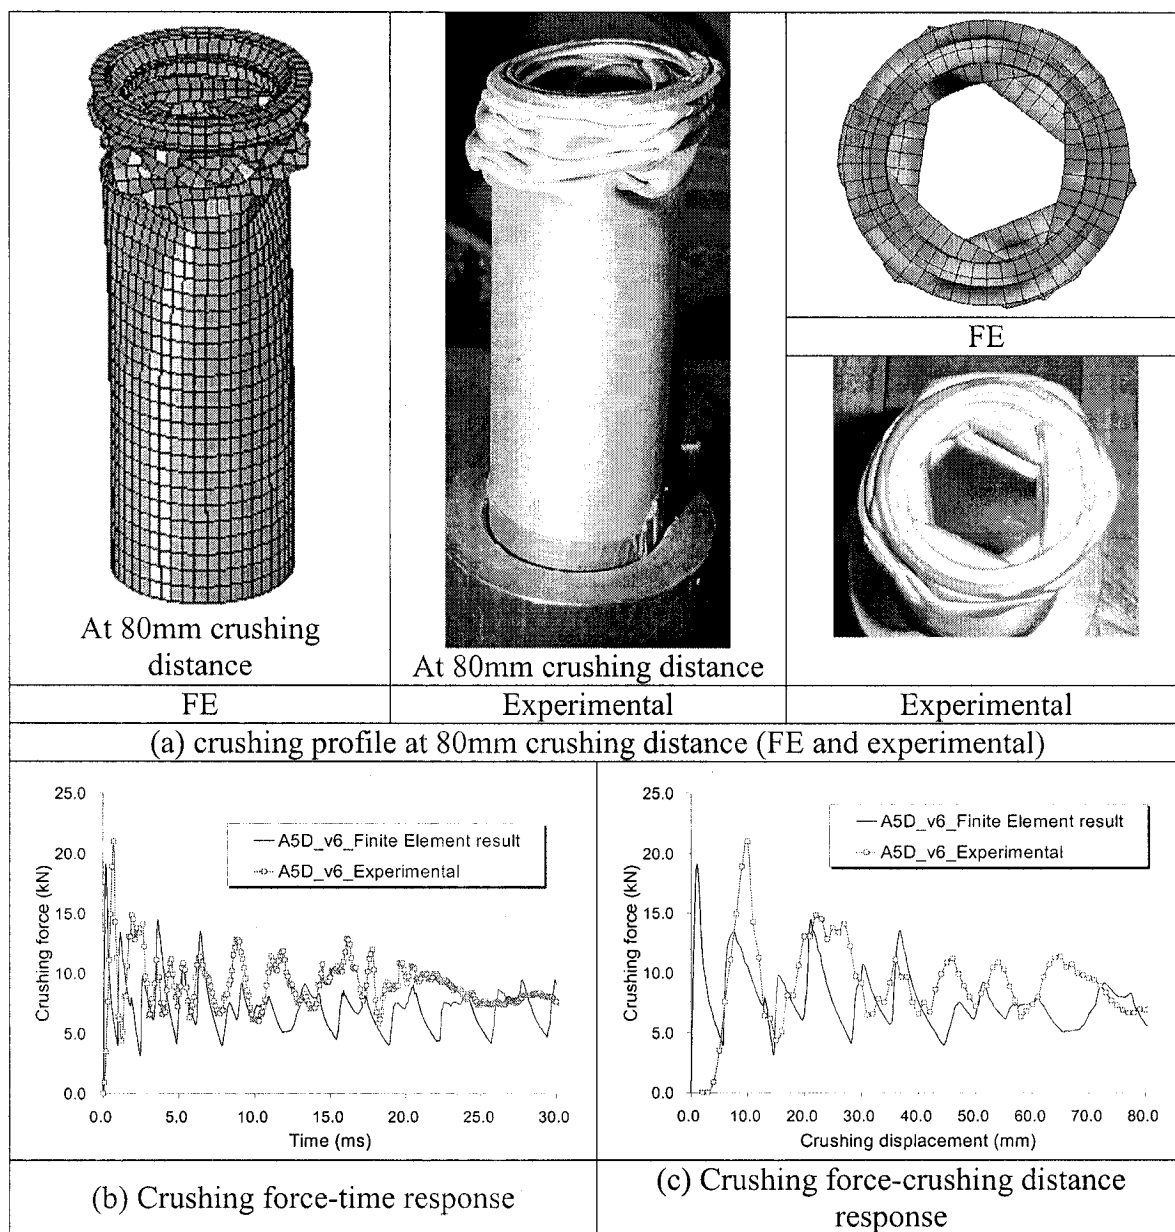 At 80mm crushing
distance
At 80mm crushing distance
FE
FE
Experimental
Experimental
(a) crushing profile at 80mm crushing distance (FE and experimental)
25.0
20.0
15.0
10.0
5.0
0.0
Crushing force (kN)
A5D_v6_Finite Element result
A5D_v6_Experimental
0.0 5.0 10.0 15.0 20.0 25.0 30.0
Time (ms)
(b) Crushing force-time response
25.0
20.0
15.0
10.0
5.0
0.0
Crushing force (kN)
A5D_v6_Finite Element result
A5D_v6_Experimental
0.0 10.0 20.0 30.0 40.0 50.0 60.0 70.0 80.0
Crushing displacement (mm)
(c) Crushing force-crushing distance
response